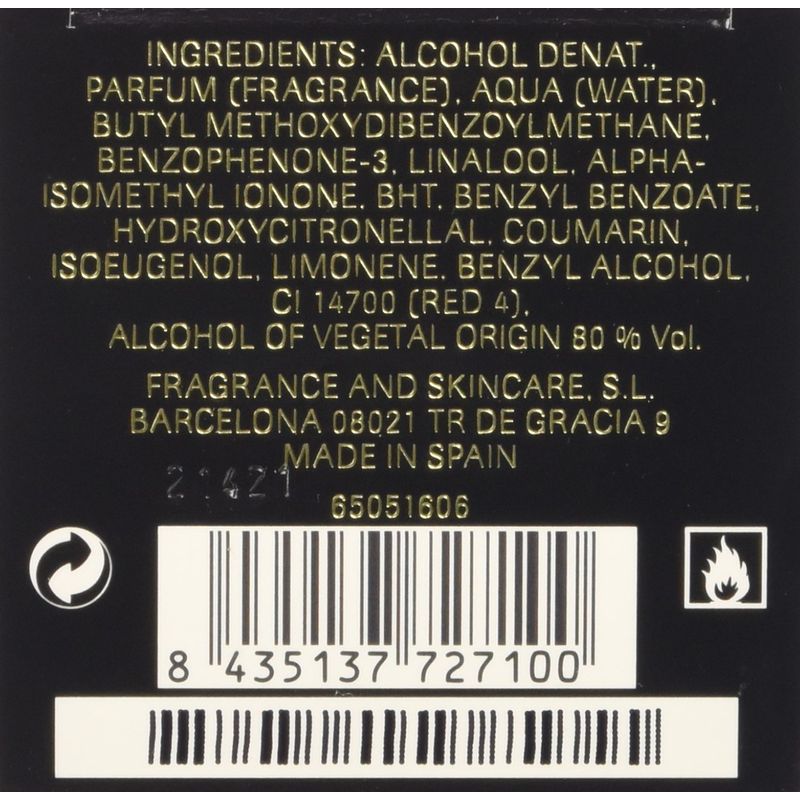 INGREDIENTS: ALCOHOL DENAT.,
PARFUM (FRAGRANCE), AQUA (WATER),
BUTYL METHOXYDIBENZOYLMETHANE,
BENZOPHENONE-3, LINALOOL, ALPHA-
ISOMETHYL IONONE, BHT, BENZYL BENZOATE,
HYDROXYCITRONELLAL, COUMARIN,
ISOEUGENOL, LIMONENE, BENZYL ALCOHOL,
CI 14700 (RED 4),
ALCOHOL OF VEGETAL ORIGIN 80 % Vol.
FRAGRANCE AND SKINCARE, S.L.
BARCELONA 08021 TR DE GRACIA 9
MADE IN SPAIN
65051606
8 435137 727100